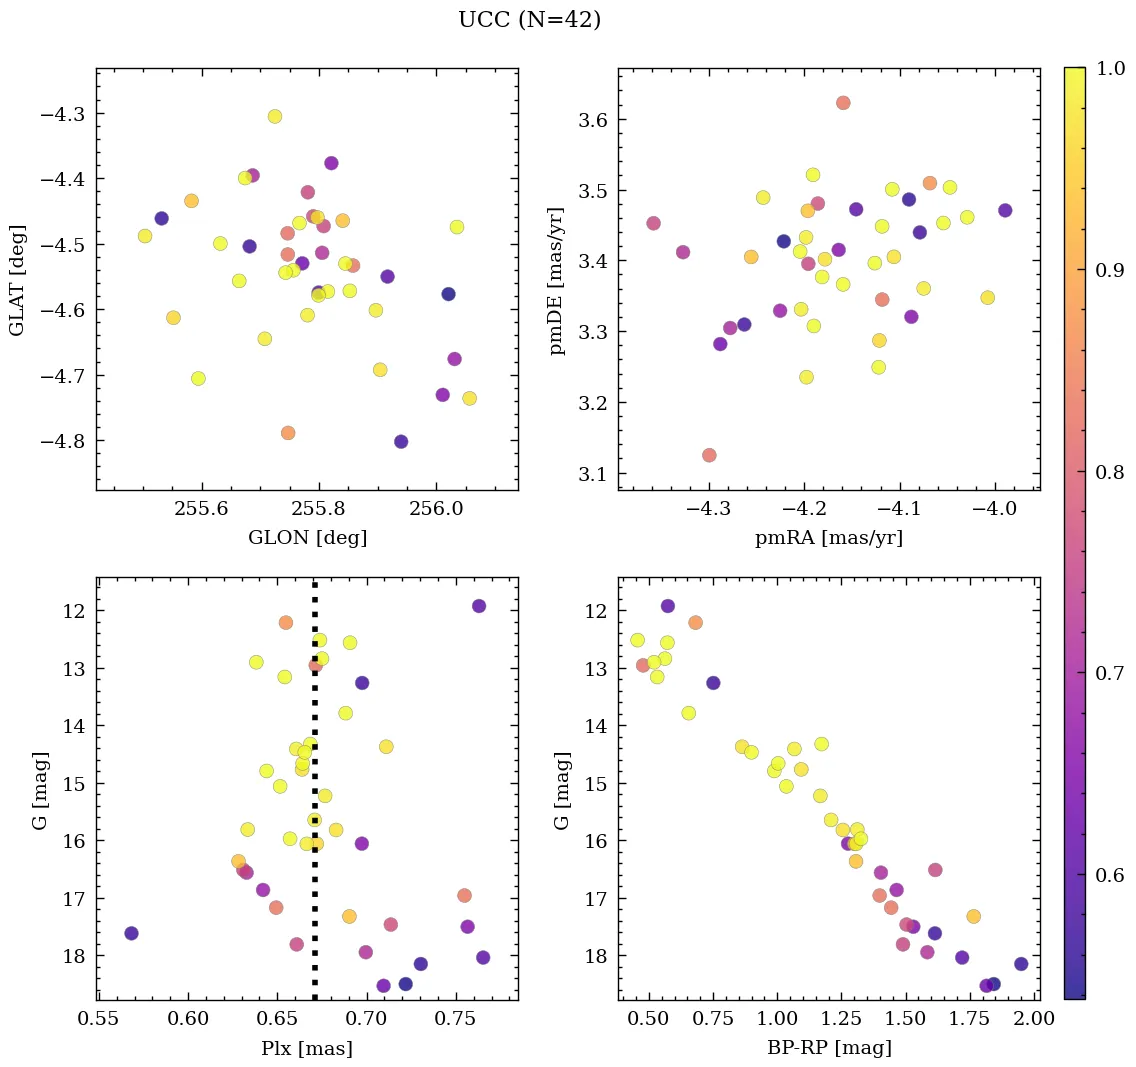 UCC (N=42)
−4.3
−4.4
−4.5
−4.6
−4.7
−4.8
GLAT [deg]
255.6 255.8 256.0
GLON [deg]
3.6
3.5
3.4
3.3
3.2
3.1
pmDE [mas/yr]
−4.3 −4.2 −4.1 −4.0
pmRA [mas/yr]
12
13
14
15
16
17
18
G [mag]
0.55 0.60 0.65 0.70 0.75
Plx [mas]
12
13
14
15
16
17
18
G [mag]
0.50 0.75 1.00 1.25 1.50 1.75 2.00
BP-RP [mag]
1.0
0.9
0.8
0.7
0.6